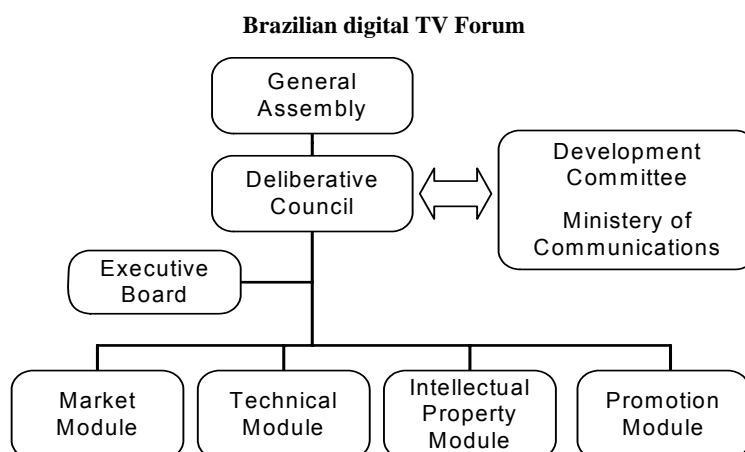 Brazilian digital TV Forum
General
Assembly
Deliberative
Council
Development
Committee
Ministery of
Communications
Executive
Board
Market
Module
Technical
Module
Intellectual
Property
Module
Promotion
Module